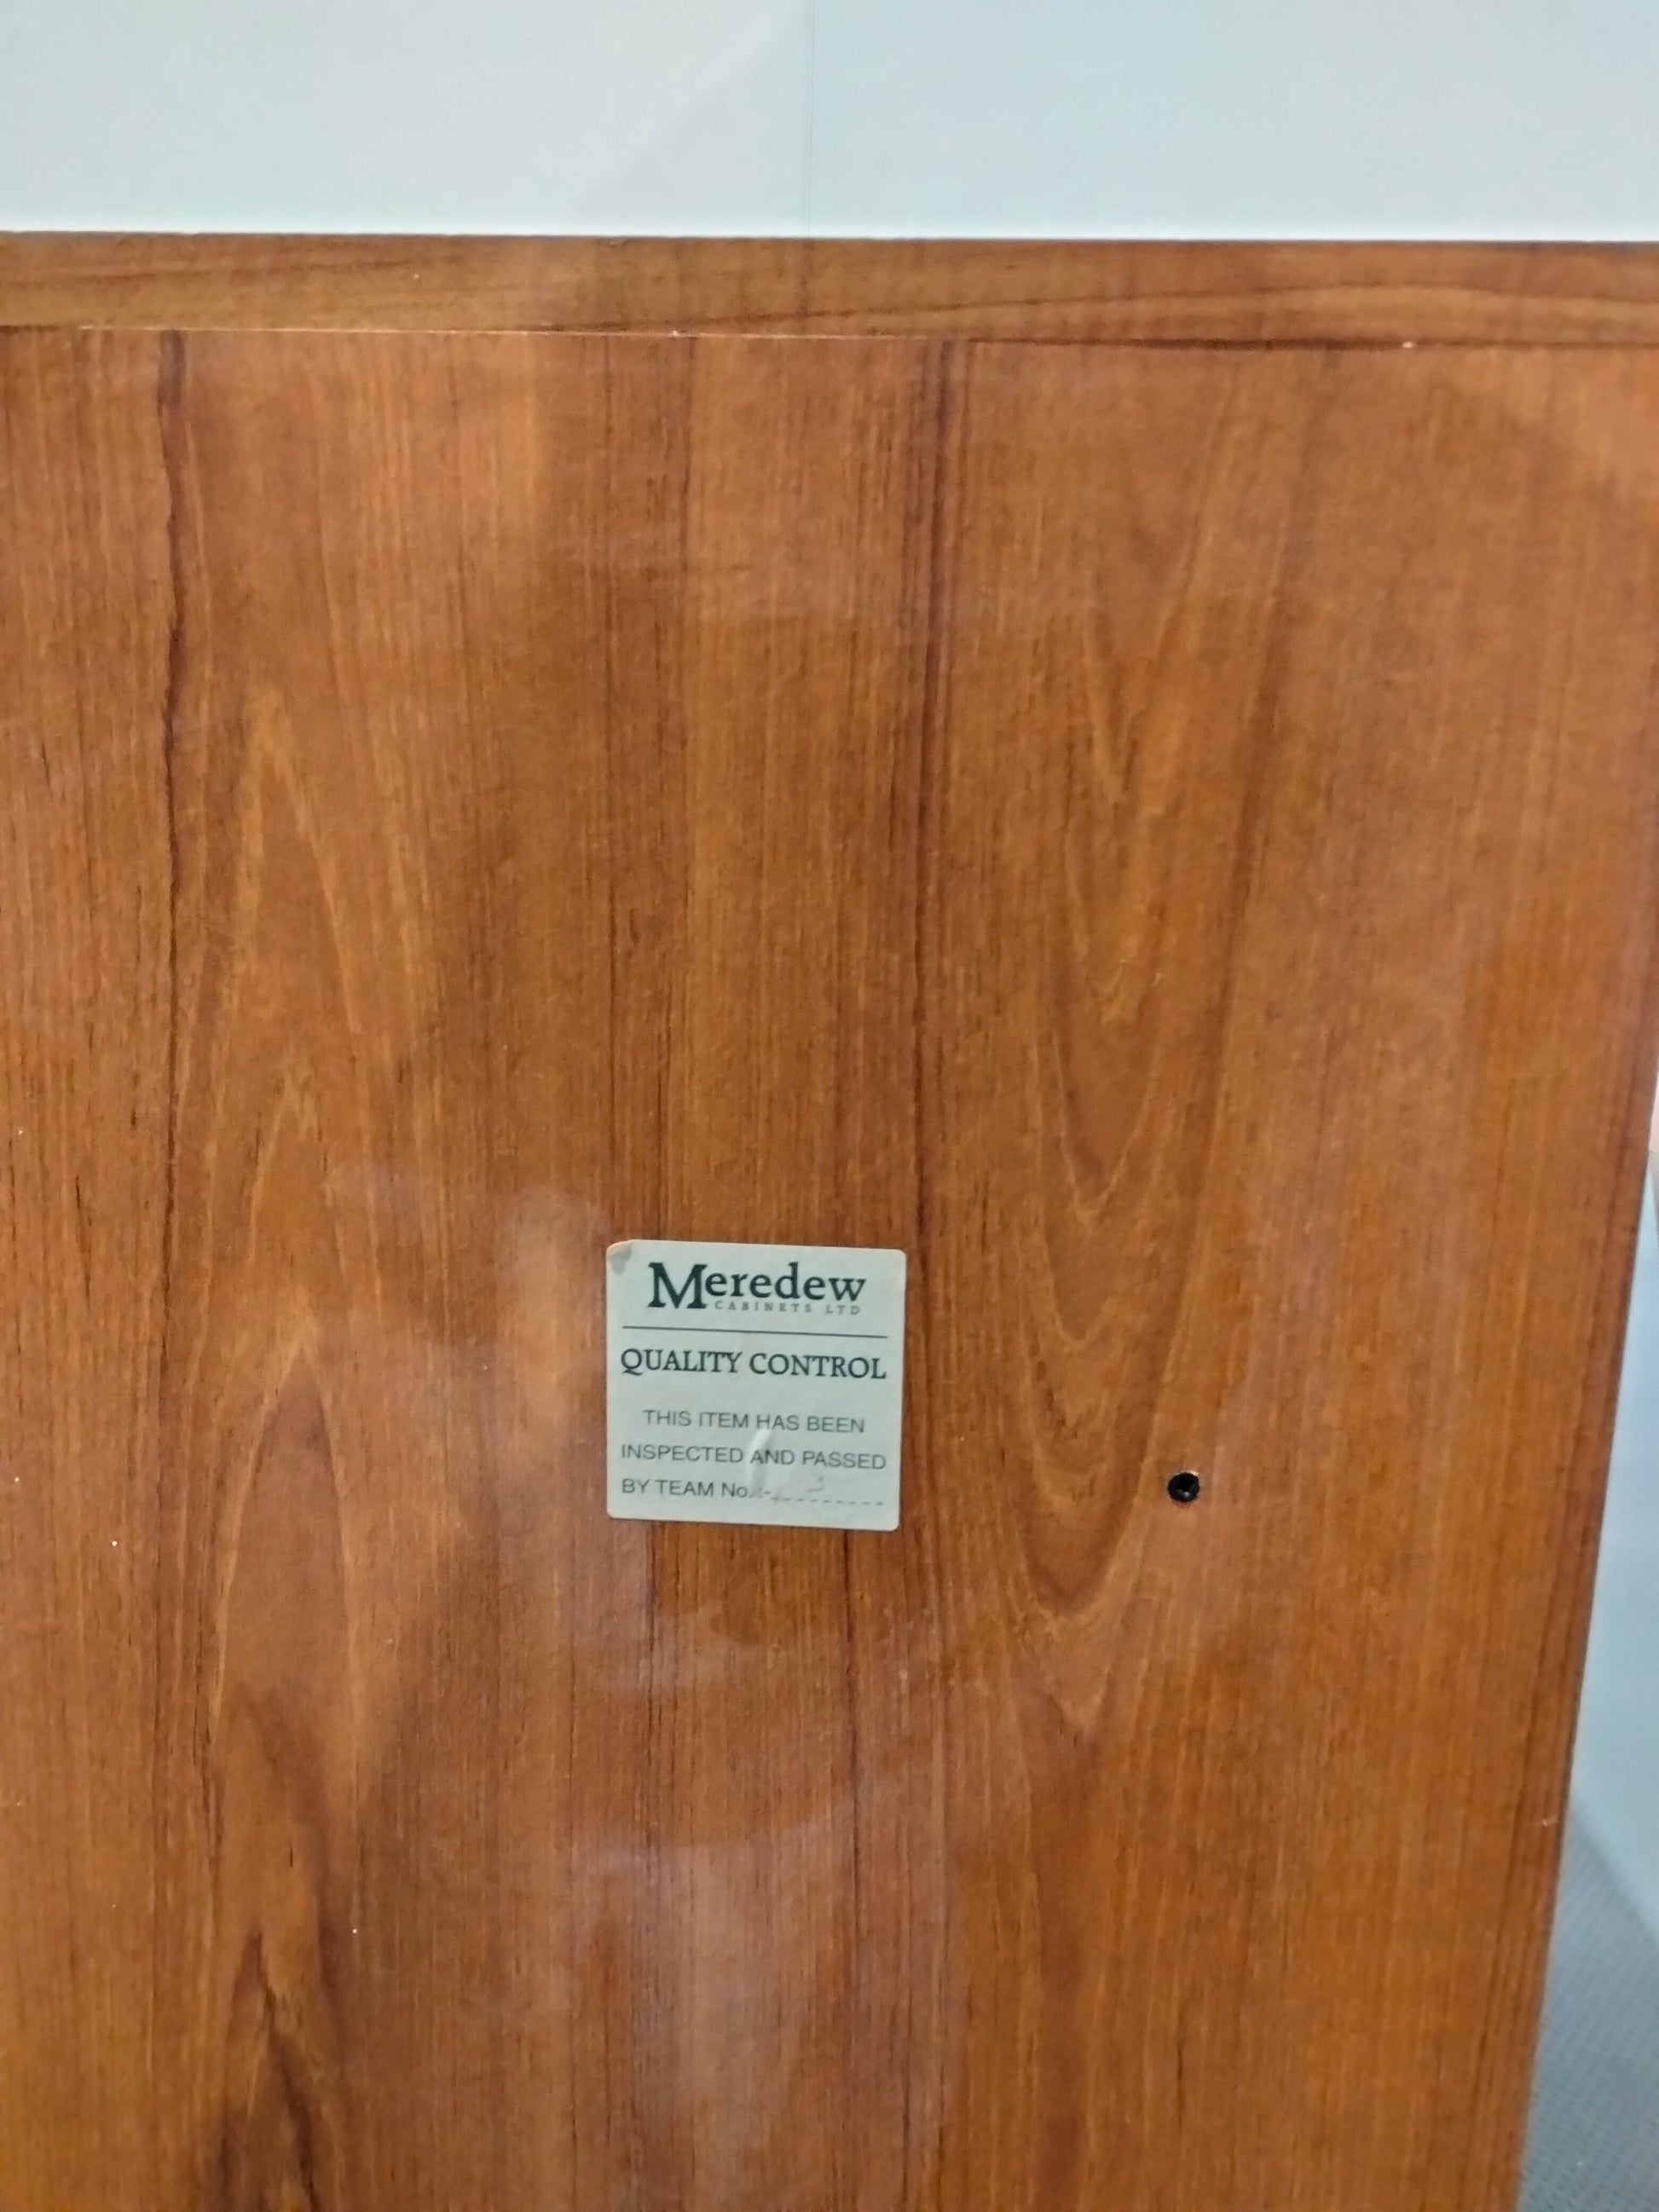 Meredew
CABINETS LTD
QUALITY CONTROL
THIS ITEM HAS BEEN
INSPECTED AND PASSED
BY TEAM No.:-